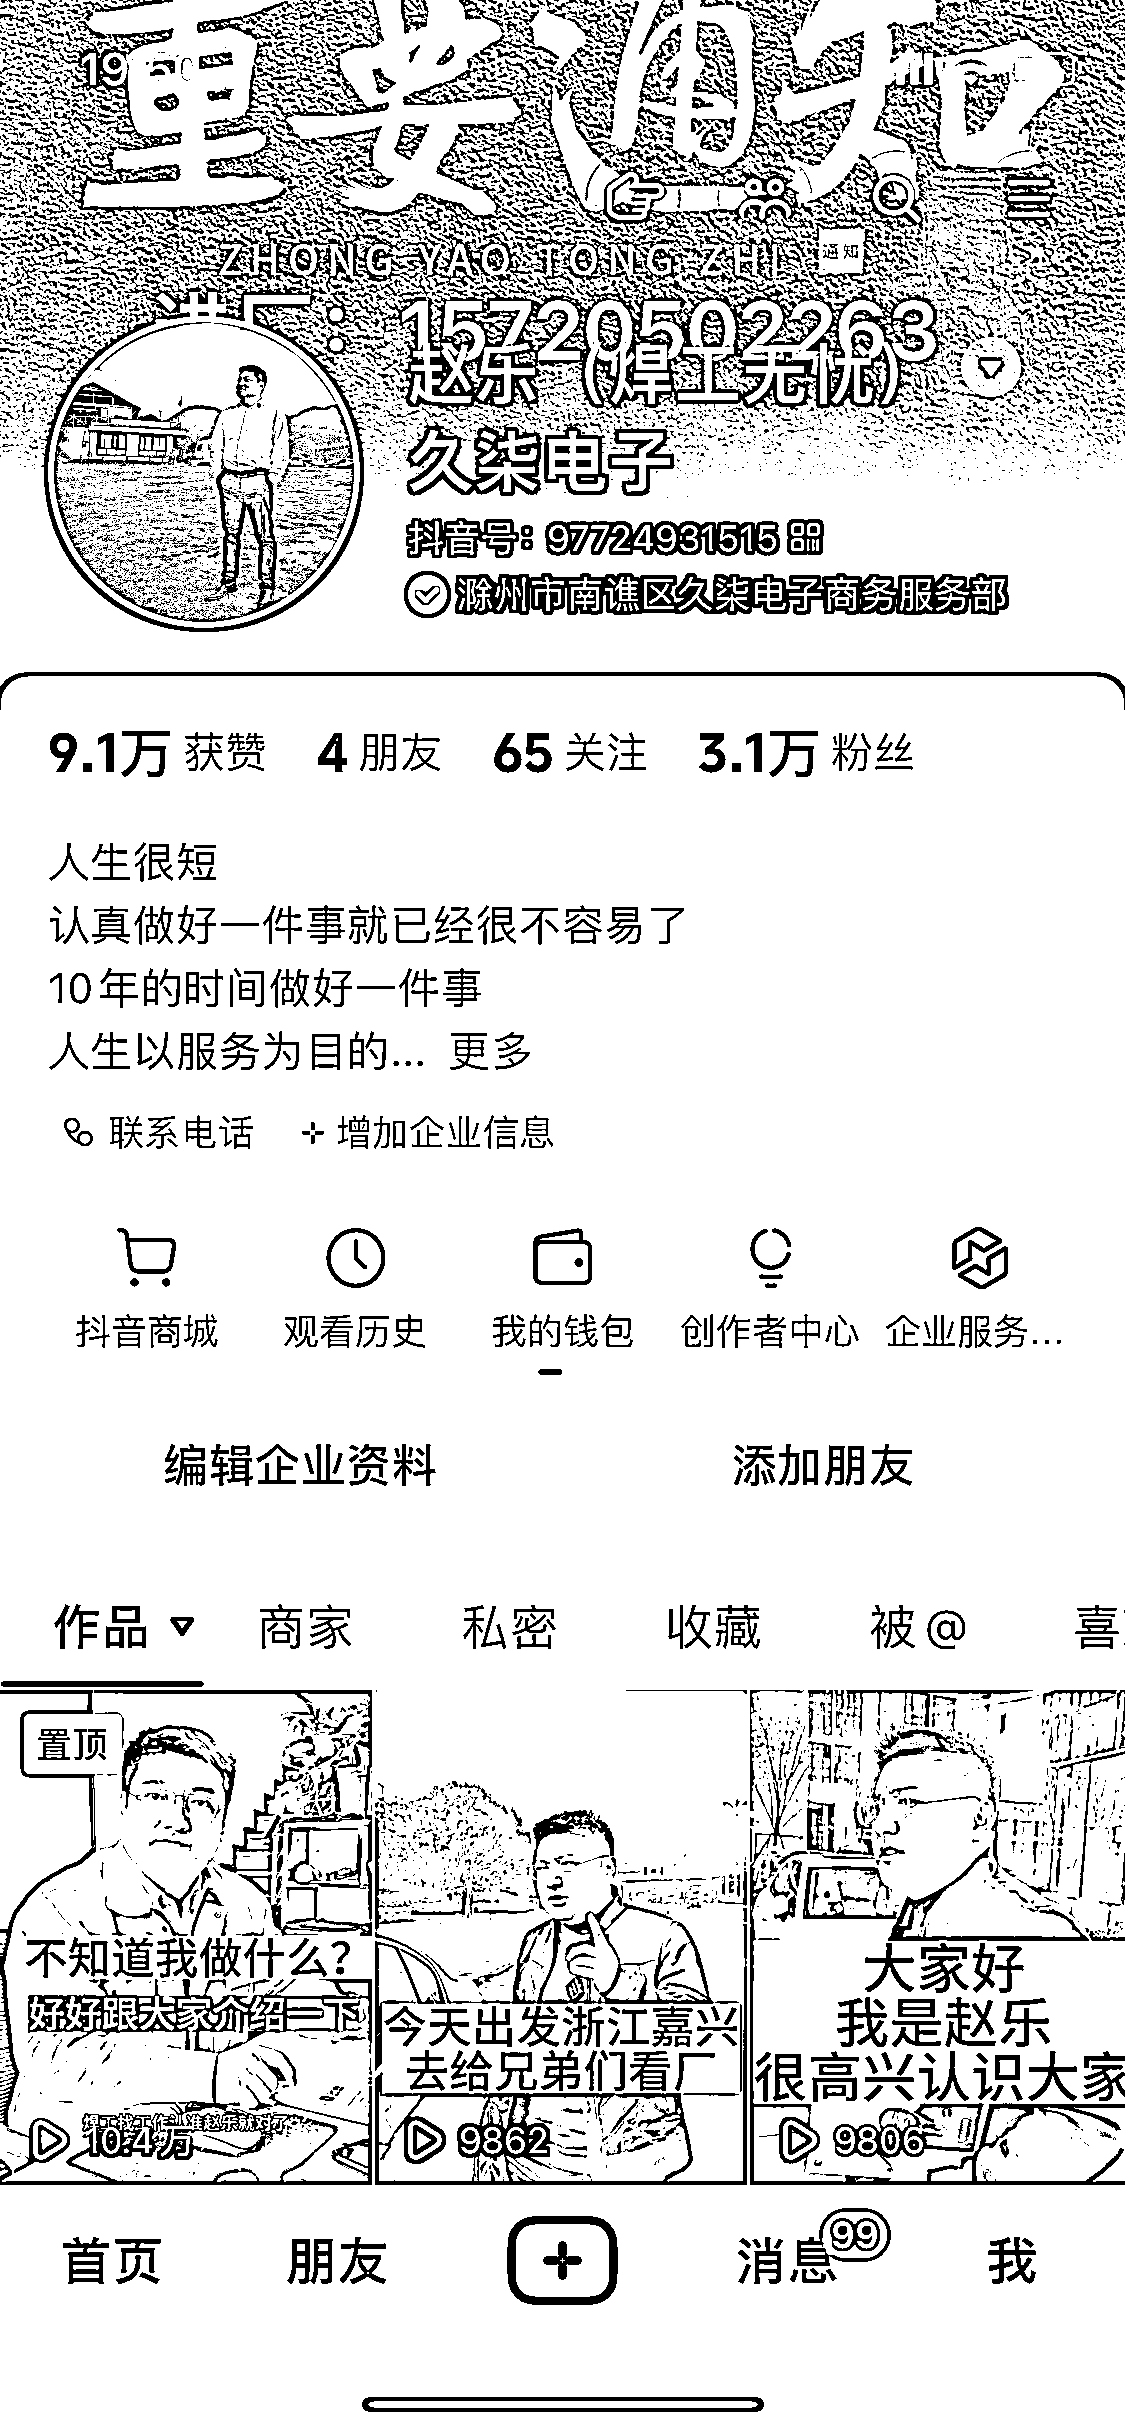 重要通知
ZHONG YAO TONG ZHI 通知
进厂：15720502263
赵乐（焊工无忧）
久柒电子
抖音号：97724931515
滁州市南谯区久柒电子商务服务部
9.1万 获赞 4 朋友 65 关注 3.1万 粉丝
人生很短
认真做好一件事就已经很不容易了
10年的时间做好一件事
人生以服务为目的... 更多
联系电话 增加企业信息
抖音商城 观看历史 我的钱包 创作者中心 企业服务...
编辑企业资料 添加朋友
作品 商家 私密 收藏 被@ 喜
置顶
不知道我做什么？
好好跟大家介绍一下
焊工找工作认准赵乐就对了
10.4万
今天出发浙江嘉兴
去给兄弟们看厂
9862
大家好
我是赵乐
很高兴认识大家
9806
首页 朋友 消息 99 我